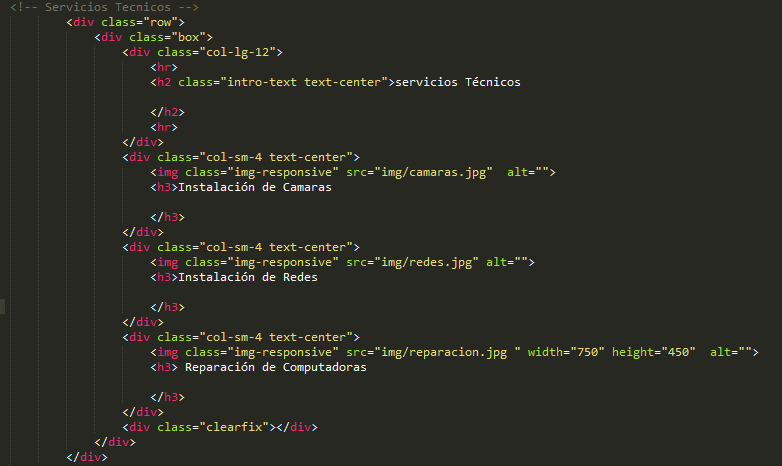 <!-- Servicios Tecnicos -->
<div class="row">
<div class="box">
<div class="col-lg-12">
<hr>
<h2 class="intro-text text-center">servicios Técnicos
</h2>
<hr>
</div>
<div class="col-sm-4 text-center">
<img class="img-responsive" src="img/camaras.jpg"  alt="">
<h3>Instalación de Camaras
</h3>
</div>
<div class="col-sm-4 text-center">
<img class="img-responsive" src="img/redes.jpg" alt="">
<h3>Instalación de Redes
</h3>
</div>
<div class="col-sm-4 text-center">
<img class="img-responsive" src="img/reparacion.jpg " width="750" height="450"  alt="">
<h3> Reparación de Computadoras
</h3>
</div>
<div class="clearfix"></div>
</div>
</div>